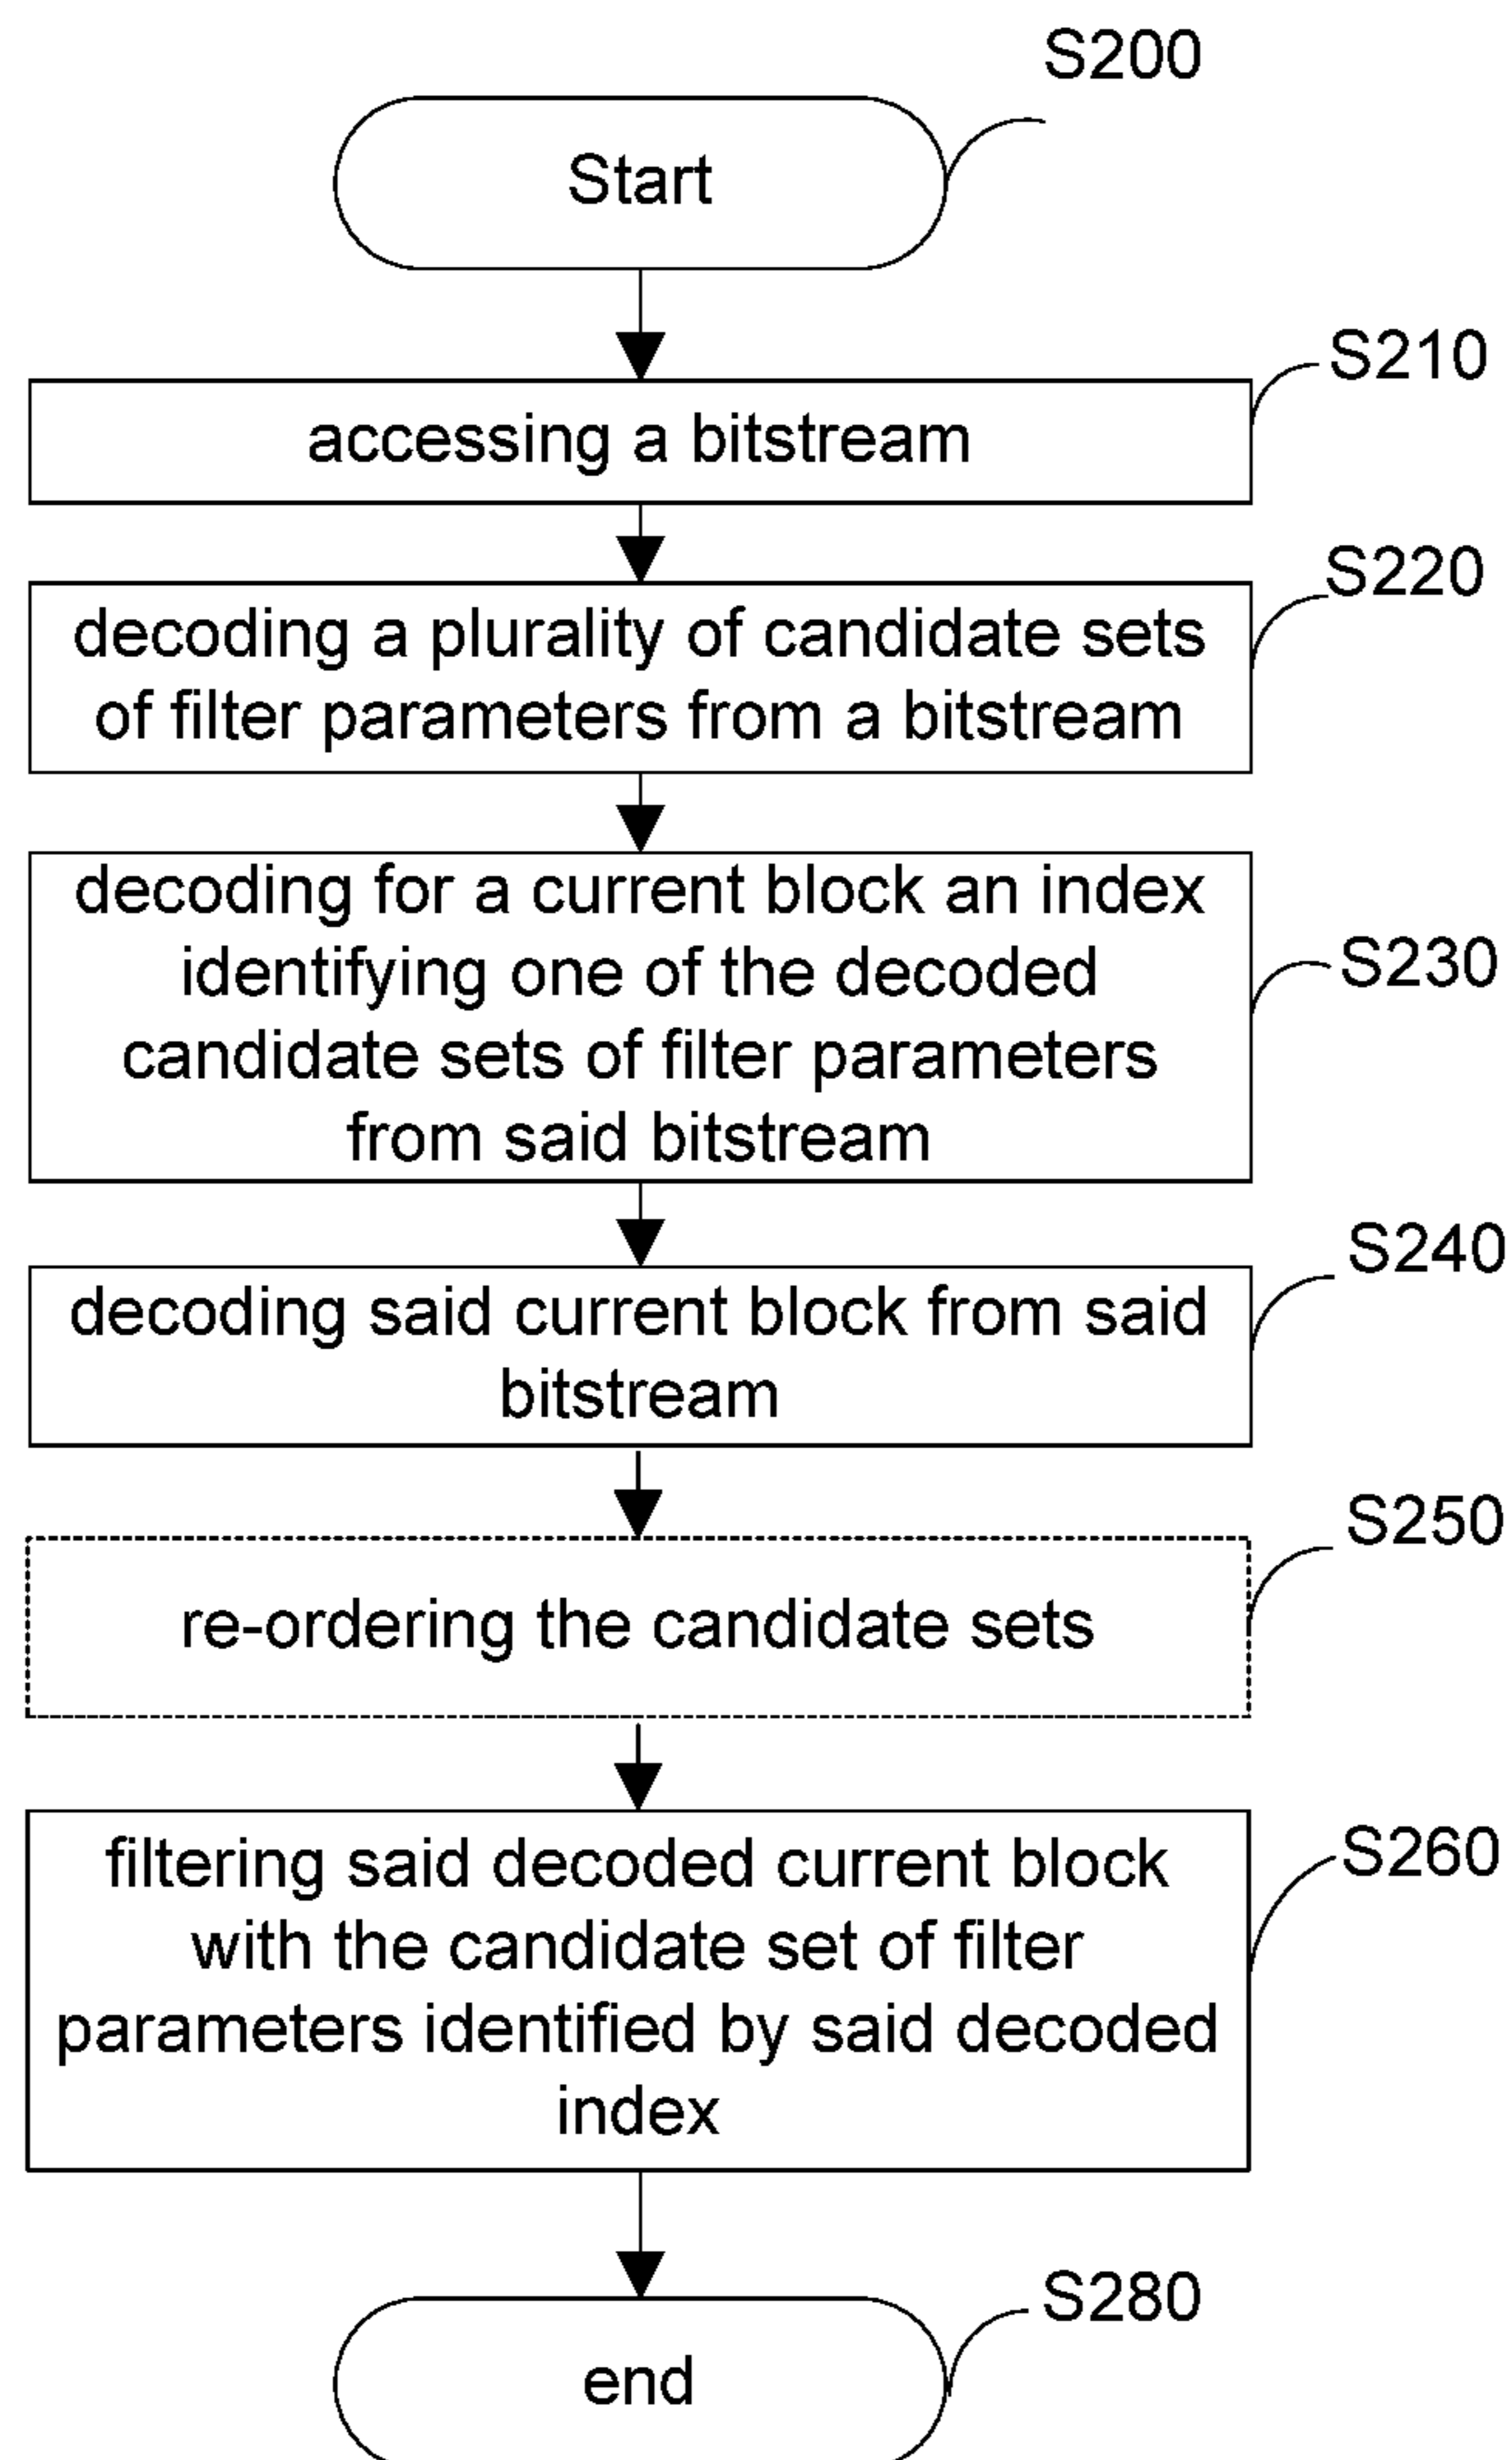 S200
Start
S210
accessing a bitstream
S220
decoding a plurality of candidate sets
of filter parameters from a bitstream
decoding for a current block an index
identifying one of the decoded
candidate sets of filter parameters
from said bitstream
S230
S240
decoding said current block from said
bitstream
S250
re-ordering the candidate sets
S260
filtering said decoded current block
with the candidate set of filter
parameters identified by said decoded
index
S280
end